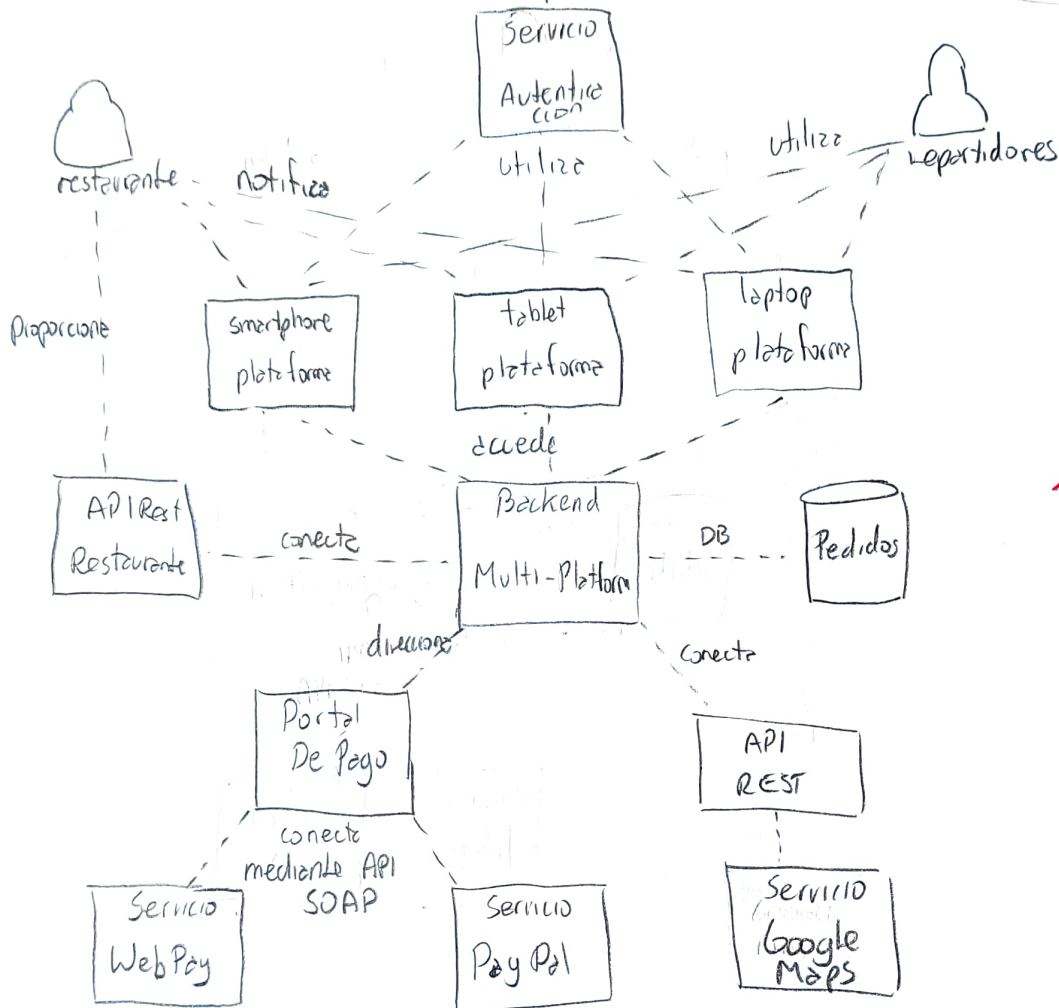 Servicio
Autentica
cion
utiliza
utiliza
repartidores
restaurante
notifica
Proporciona
smartphone
plataforma
tablet
plataforma
laptop
plataforma
accede
API Rest
Restaurante
conecta
Backend
Multi-Platform
DB
Pedidos
direcciona
conecta
Portal
De Pago
API
REST
conecta
mediante API
SOAP
Servicio
WebPay
Servicio
PayPal
Servicio
Google
Maps